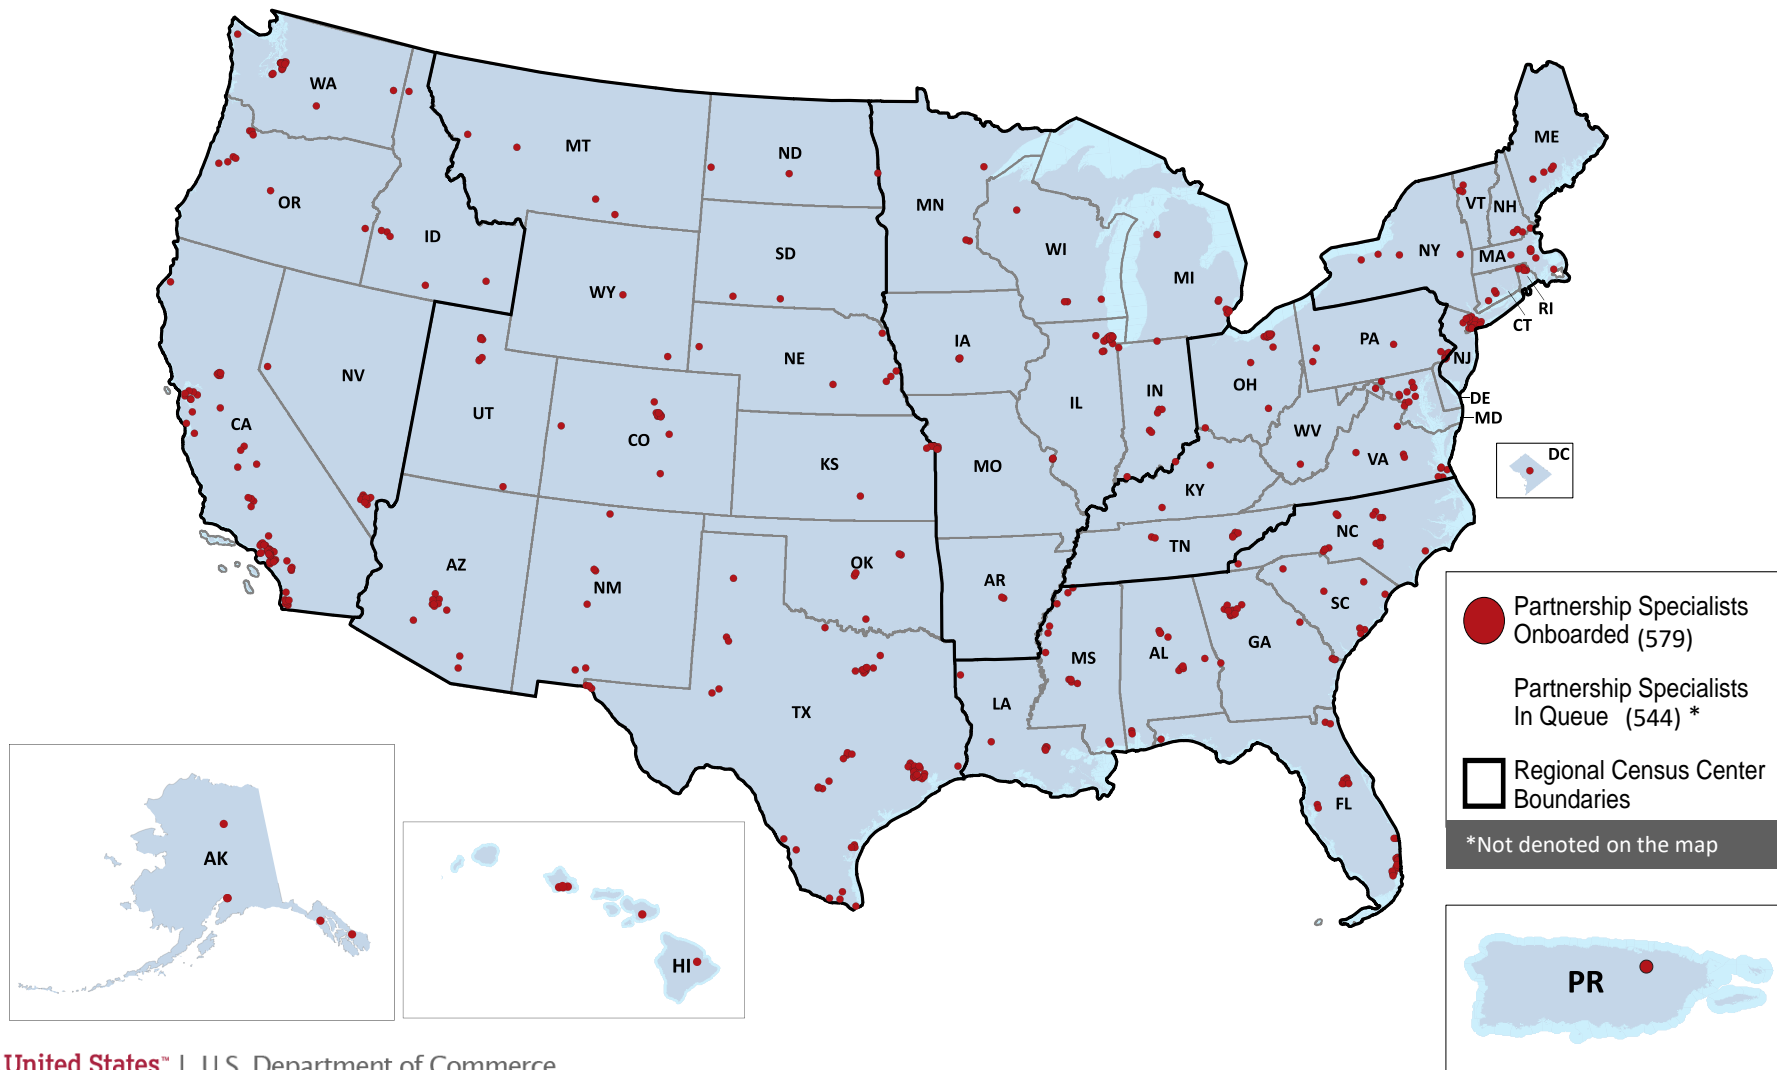 WA
MT
ND
MN
ME
OR
ID
SD
WI
MI
VT
NH
NY
MA
WY
RI
CT
NE
IA
PA
NJ
NV
UT
CO
IL
IN
OH
DE
MD
CA
KS
MO
WV
VA
DC
KY
AZ
NM
OK
AR
TN
NC
SC
TX
LA
MS
AL
GA
FL
AK
HI
PR
Partnership Specialists
Onboarded (579)
Partnership Specialists
In Queue (544) *
Regional Census Center
Boundaries
*Not denoted on the map
United States™ | U.S. Department of Commerce